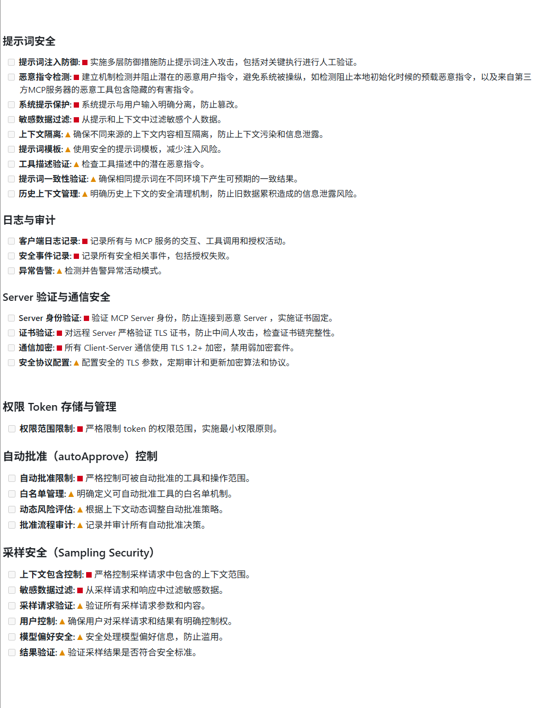 提示词安全
提示词注入防御: ■ 实施多层防御措施防止提示词注入攻击，包括对关键执行进行人工验证。
恶意指令检测: ■ 建立机制检测并阻止潜在的恶意用户指令，避免系统被操纵，如检测阻止本地初始化时候的预载恶意指令，以及来自第三
方MCP服务器的恶意工具包含隐藏的有害指令。
系统提示保护: ■ 系统提示与用户输入明确分离，防止篡改。
敏感数据过滤: ■ 从提示和上下文中过滤敏感个人数据。
上下文隔离: ▲ 确保不同来源的上下文内容相互隔离，防止上下文污染和信息泄露。
提示词模板: ▲ 使用安全的提示词模板，减少注入风险。
工具描述验证: ▲ 检查工具描述中的潜在恶意指令。
提示词一致性验证: ▲ 确保相同提示词在不同环境下产生可预期的一致结果。
历史上下文管理: ▲ 明确历史上下文的安全清理机制，防止旧数据累积造成的信息泄露风险。
日志与审计
客户端日志记录: ■ 记录所有与 MCP 服务的交互、工具调用和授权活动。
安全事件记录: ■ 记录所有安全相关事件，包括授权失败。
异常告警: ▲ 检测并告警异常活动模式。
Server 验证与通信安全
Server 身份验证: ■ 验证 MCP Server 身份，防止连接到恶意 Server ，实施证书固定。
证书验证: ■ 对远程 Server 严格验证 TLS 证书，防止中间人攻击，检查证书链完整性。
通信加密: ■ 所有 Client-Server 通信使用 TLS 1.2+ 加密，禁用弱加密套件。
安全协议配置: ▲ 配置安全的 TLS 参数，定期审计和更新加密算法和协议。
权限 Token 存储与管理
权限范围限制: ■ 严格限制 token 的权限范围，实施最小权限原则。
自动批准（autoApprove）控制
自动批准限制: ■ 严格控制可被自动批准的工具和操作范围。
白名单管理: ▲ 明确定义可自动批准工具的白名单机制。
动态风险评估: ▲ 根据上下文动态调整自动批准策略。
批准流程审计: ▲ 记录并审计所有自动批准决策。
采样安全（Sampling Security）
上下文包含控制: ■ 严格控制采样请求中包含的上下文范围。
敏感数据过滤: ■ 从采样请求和响应中过滤敏感数据。
采样请求验证: ▲ 验证所有采样请求参数和内容。
用户控制: ▲ 确保用户对采样请求和结果有明确控制权。
模型偏好安全: ▲ 安全处理模型偏好信息，防止滥用。
结果验证: ▲ 验证采样结果是否符合安全标准。